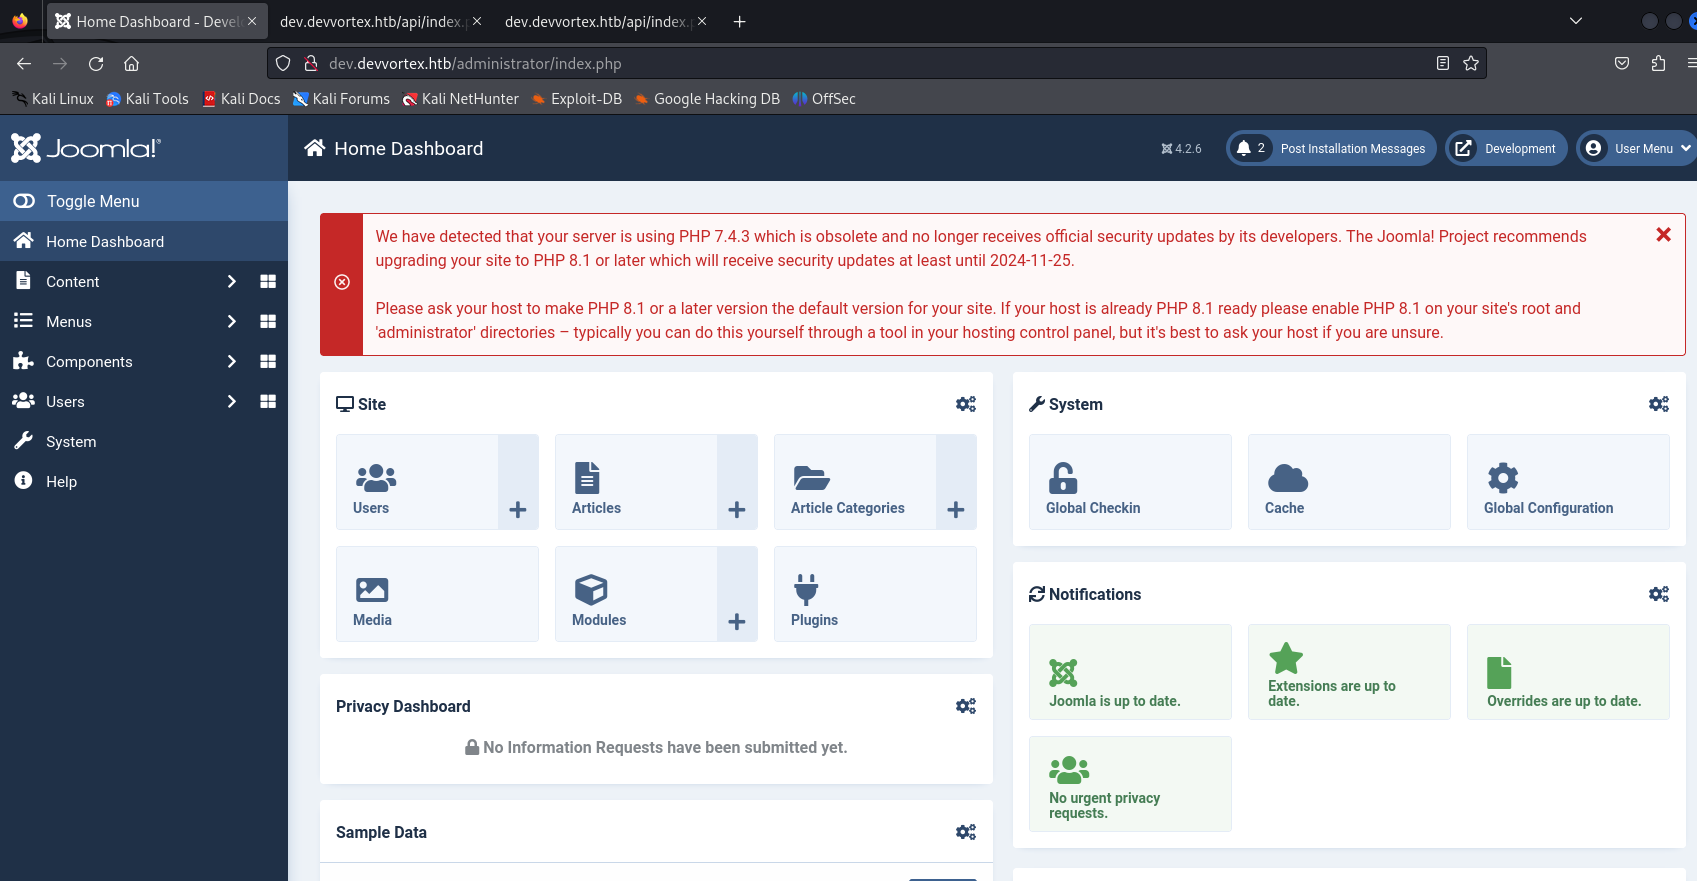 Home Dashboard - Devel
dev.devvortex.htb/api/index.p
dev.devvortex.htb/api/index.p
dev.devvortex.htb/administrator/index.php
Kali Linux
Kali Tools
Kali Docs
Kali Forums
Kali NetHunter
Exploit-DB
Google Hacking DB
OffSec
Joomla!®
Home Dashboard
4.2.6
2
Post Installation Messages
Development
User Menu
Toggle Menu
Home Dashboard
Content
Menus
Components
Users
System
Help
We have detected that your server is using PHP 7.4.3 which is obsolete and no longer receives official security updates by its developers. The Joomla! Project recommends
upgrading your site to PHP 8.1 or later which will receive security updates at least until 2024-11-25.
Please ask your host to make PHP 8.1 or a later version the default version for your site. If your host is already PHP 8.1 ready please enable PHP 8.1 on your site's root and
'administrator' directories – typically you can do this yourself through a tool in your hosting control panel, but it's best to ask your host if you are unsure.
Site
Users
Articles
Article Categories
Media
Modules
Plugins
Privacy Dashboard
No Information Requests have been submitted yet.
Sample Data
System
Global Checkin
Cache
Global Configuration
Notifications
Joomla is up to date.
Extensions are up to
date.
Overrides are up to date.
No urgent privacy
requests.